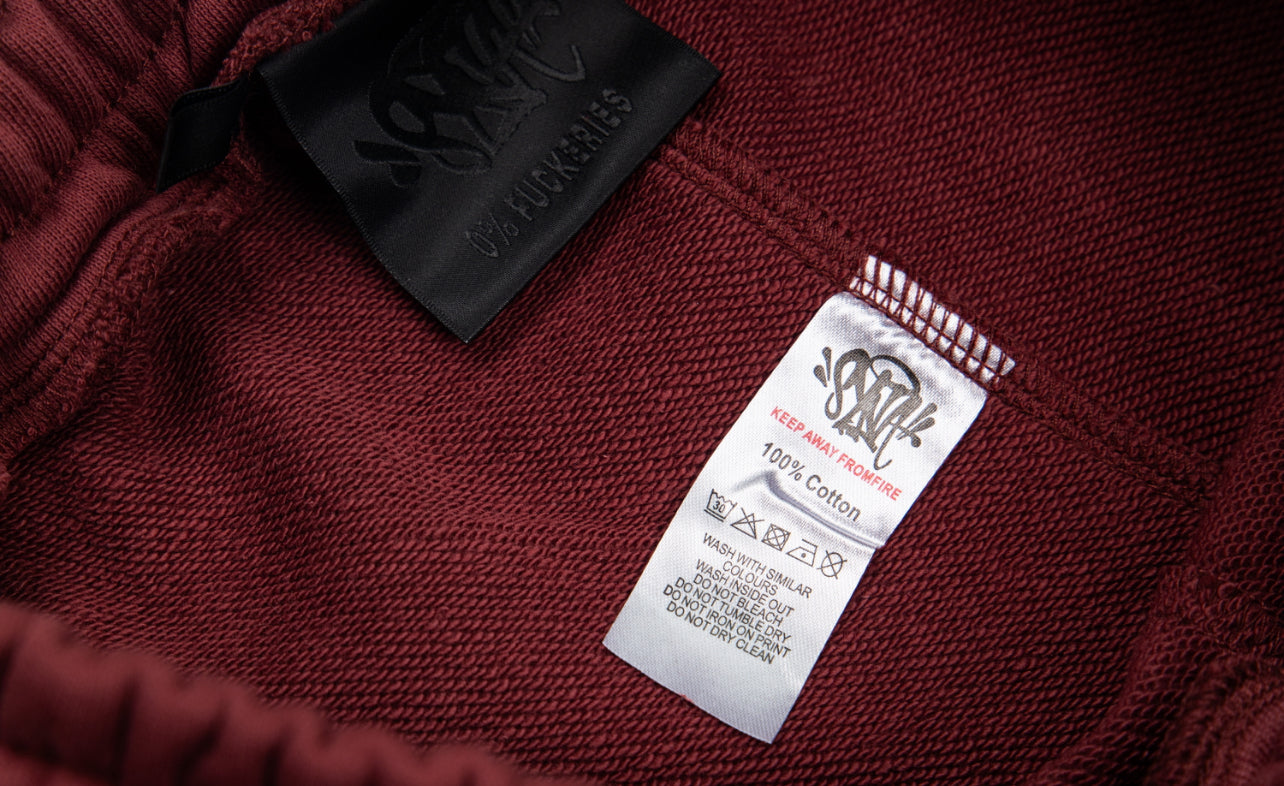 0% FUCKERIES
KEEP AWAY FROMFIRE
100% Cotton
30
WASH WITH SIMILAR
COLOURS
WASH INSIDE OUT
DO NOT BLEACH
DO NOT TUMBLE DRY.
DO NOT IRON ON PRINT
DO NOT DRY CLEAN